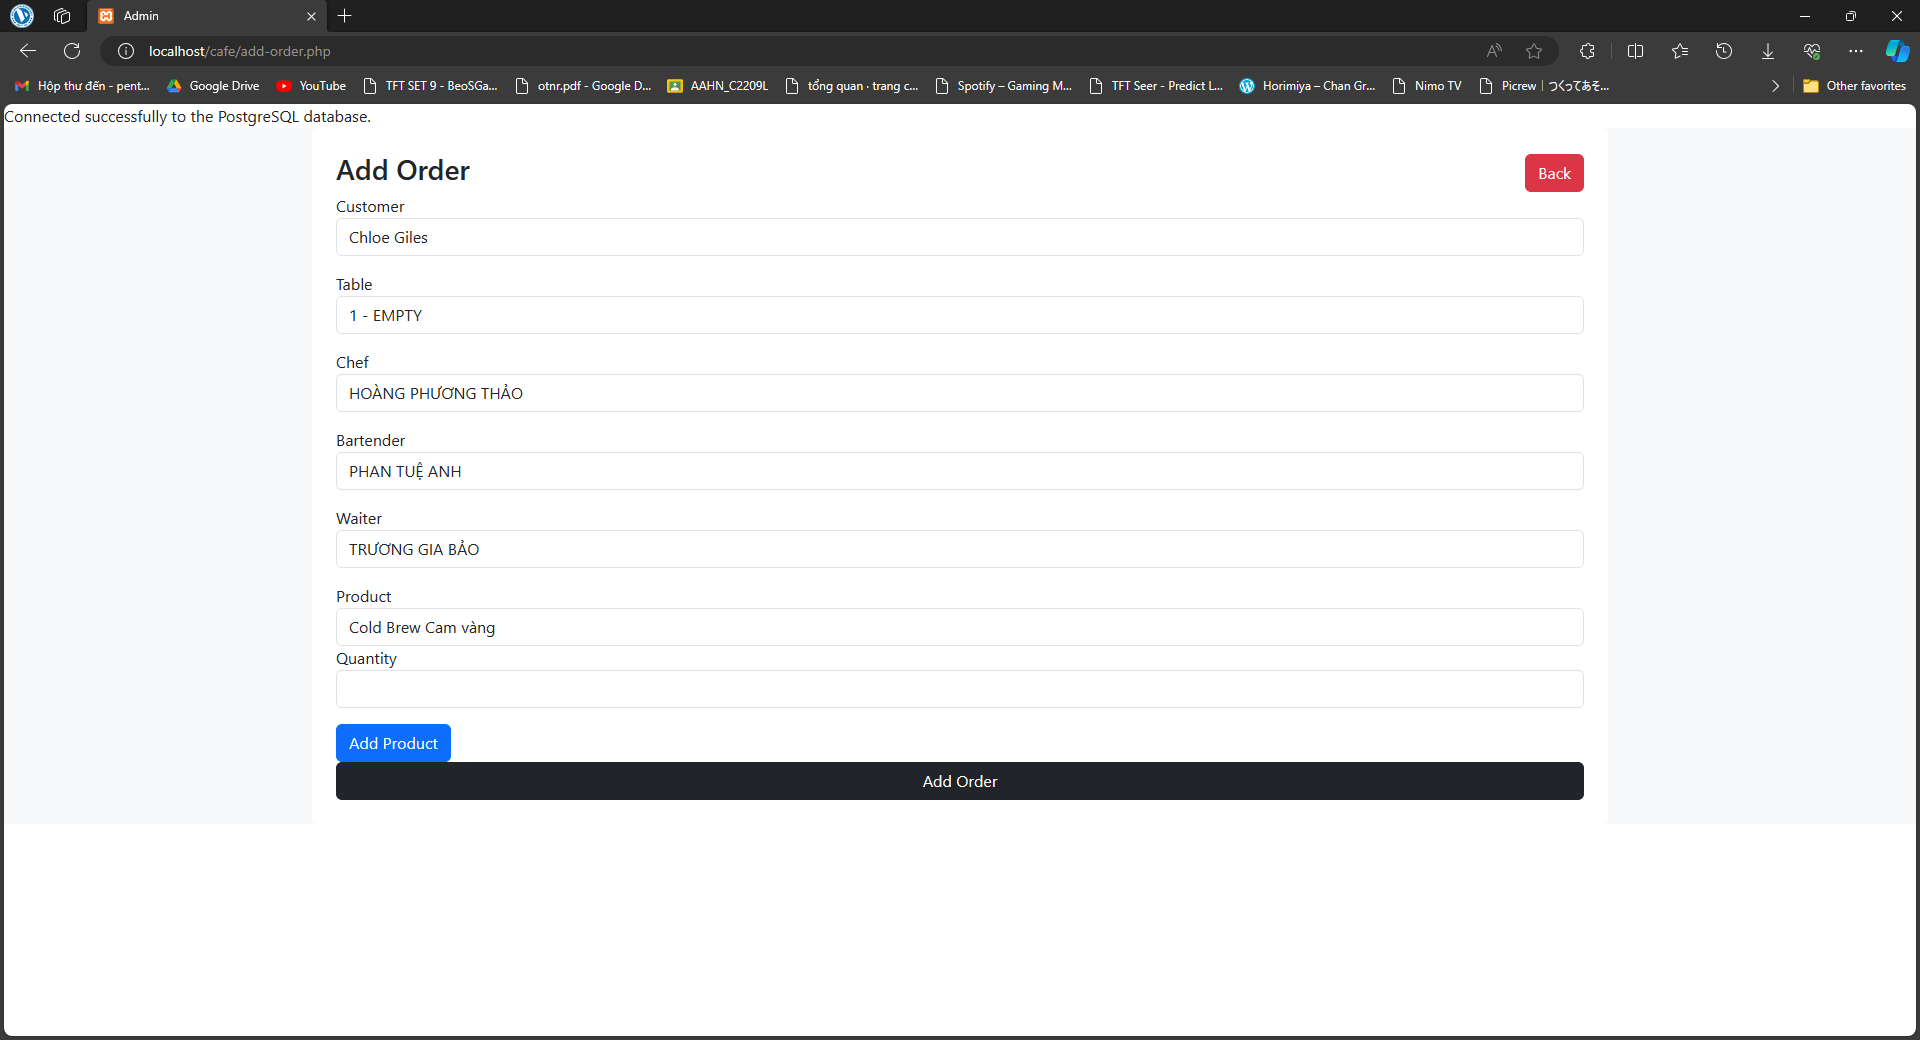 Admin
localhost/cafe/add-order.php
Hộp thư đến - pent...
Google Drive
YouTube
TFT SET 9 - BeoSGa...
otnr.pdf - Google D...
AAHN_C2209L
tổng quan · trang c...
Spotify – Gaming M...
TFT Seer - Predict L...
Horimiya – Chan Gr...
Nimo TV
Picrew | つくってあそ...
Other favorites
Connected successfully to the PostgreSQL database.
Add Order
Back
Customer
Chloe Giles
Table
1 - EMPTY
Chef
HOÀNG PHƯƠNG THẢO
Bartender
PHAN TUỆ ANH
Waiter
TRƯƠNG GIA BẢO
Product
Cold Brew Cam vàng
Quantity
Add Product
Add Order